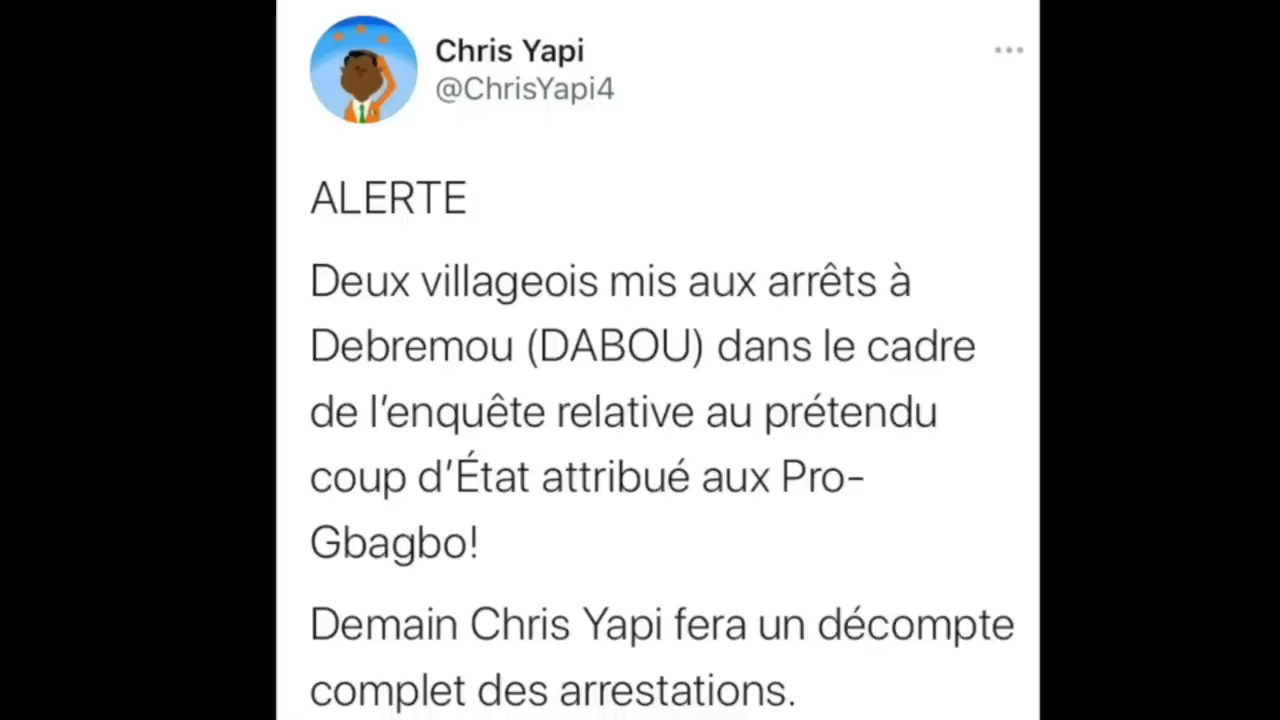 Chris Yapi
@ChrisYapi4
ALERTE
Deux villageois mis aux arrêts à
Debremou (DABOU) dans le cadre
de l’enquête relative au prétendu
coup d’État attribué aux Pro-
Gbagbo!
Demain Chris Yapi fera un décompte
complet des arrestations.